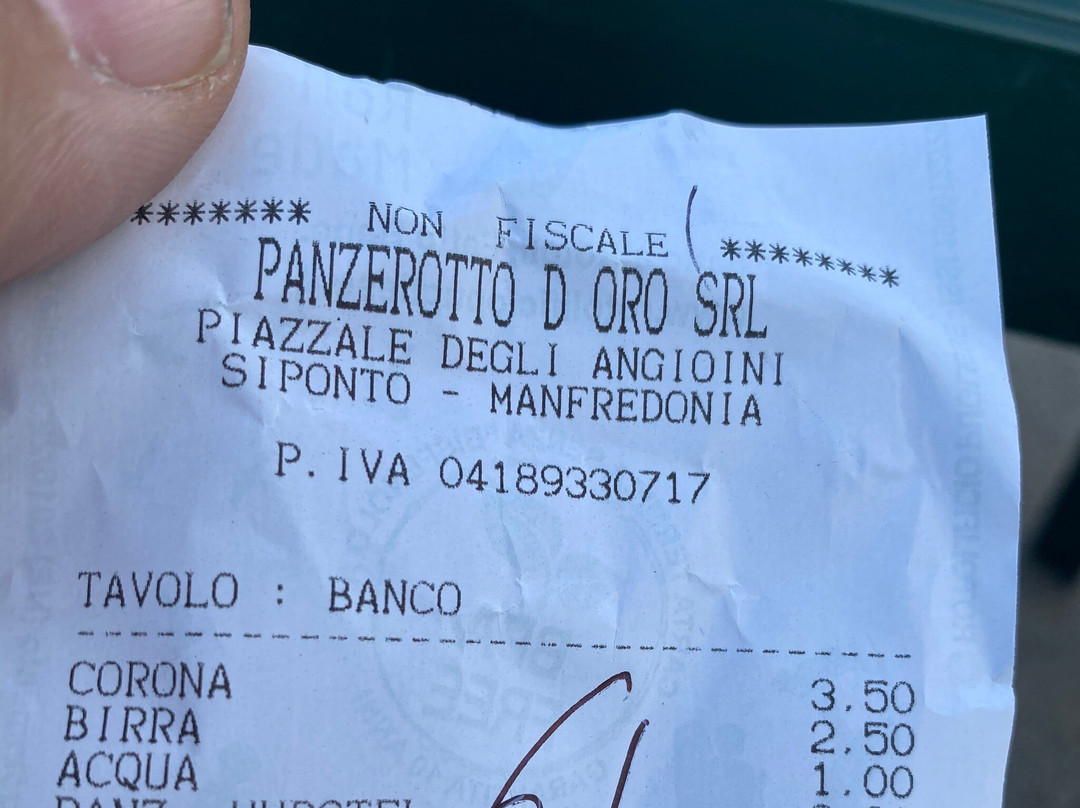 ******* NON FISCALE ********
PANZEROTTO D ORO SRL
PIAZZALE DEGLI ANGIOINI
SIPONTO - MANFREDONIA
P. IVA 04189330717
TAVOLO : BANCO
CORONA 3.50
BIRRA 2.50
ACQUA 1.00